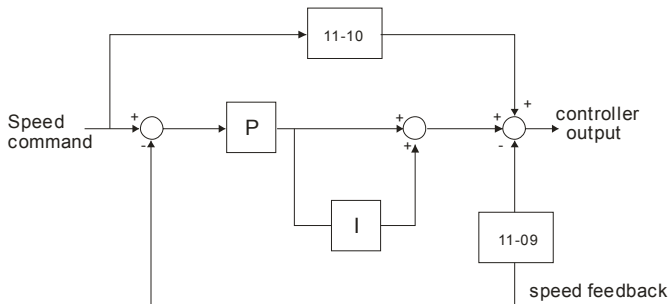 11-10
+
Speed
command
+
-
P
+
+
I
+
+
-
controller
output
11-09
speed feedback